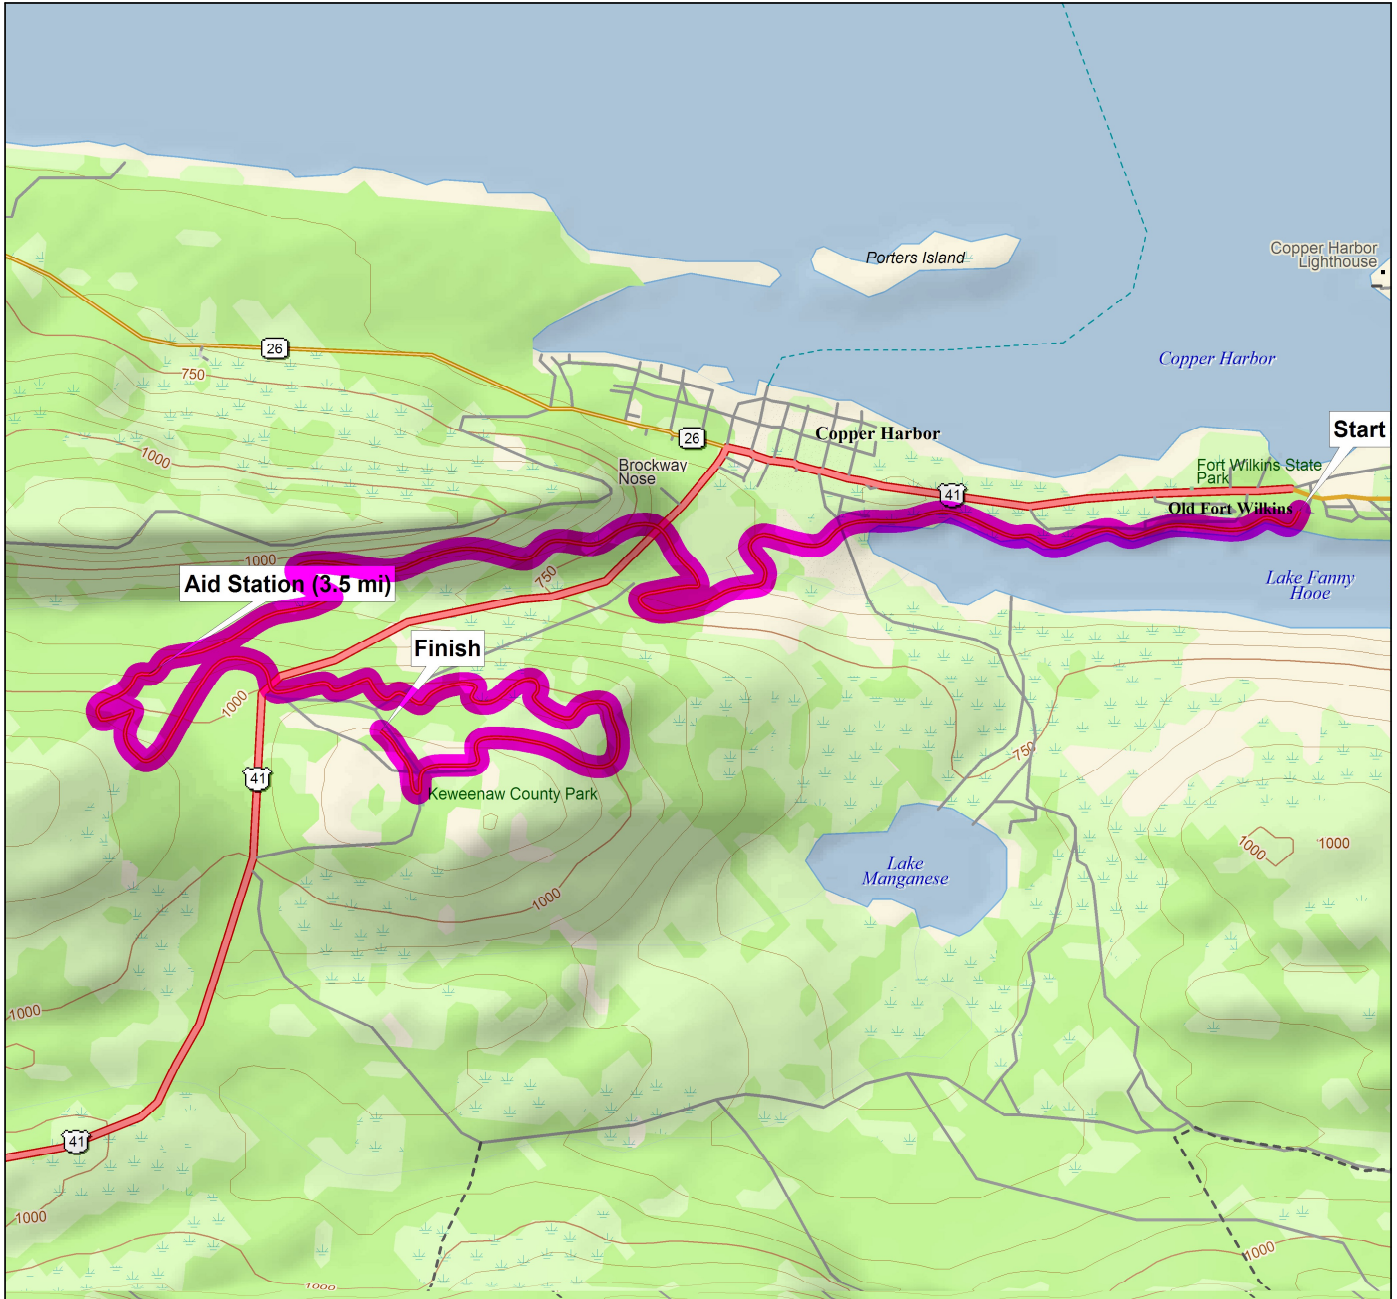 Porters Island
Copper Harbor
Lighthouse
26
Copper Harbor
750
Start
Copper Harbor
26
1000
Brockway
Nose
Fort Wilkins State
Park
41
Old Fort Wilkins
1000
750
Lake Fanny
Hooe
Aid Station (3.5 mi)
Finish
1000
750
41
Keweenaw County Park
1000
1000
Lake
Manganese
1000
1000
41
1000
1000
1000